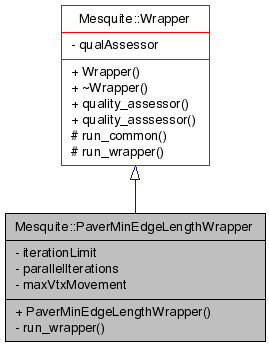 Mesquite::Wrapper
- qualAssessor
+ Wrapper()
+ ~Wrapper()
+ quality_assessor()
+ quality_asssessor()
# run_common()
# run_wrapper()
Mesquite::PaverMinEdgeLengthWrapper
- iterationLimit
- parallelIterations
- maxVtxMovement
+ PaverMinEdgeLengthWrapper()
- run_wrapper()